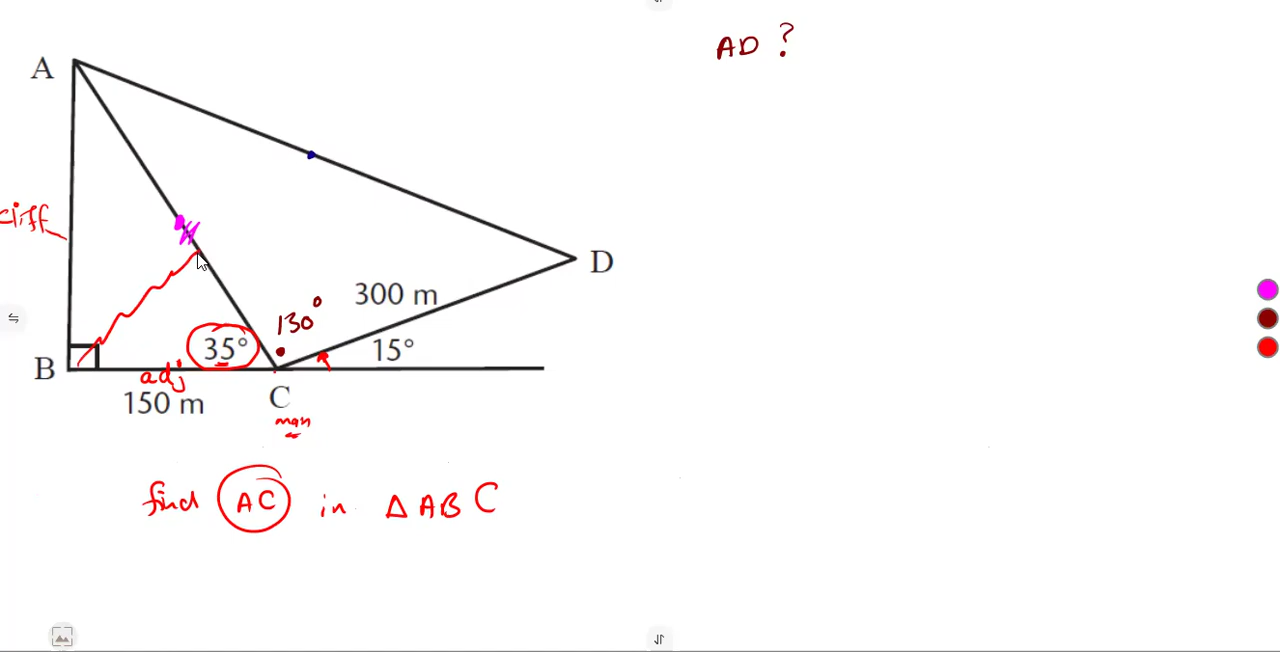 AD ?
A
cliff
D
300 m
130°
35°
15°
B
adj
150 m
C
man
find AC in Δ ABC